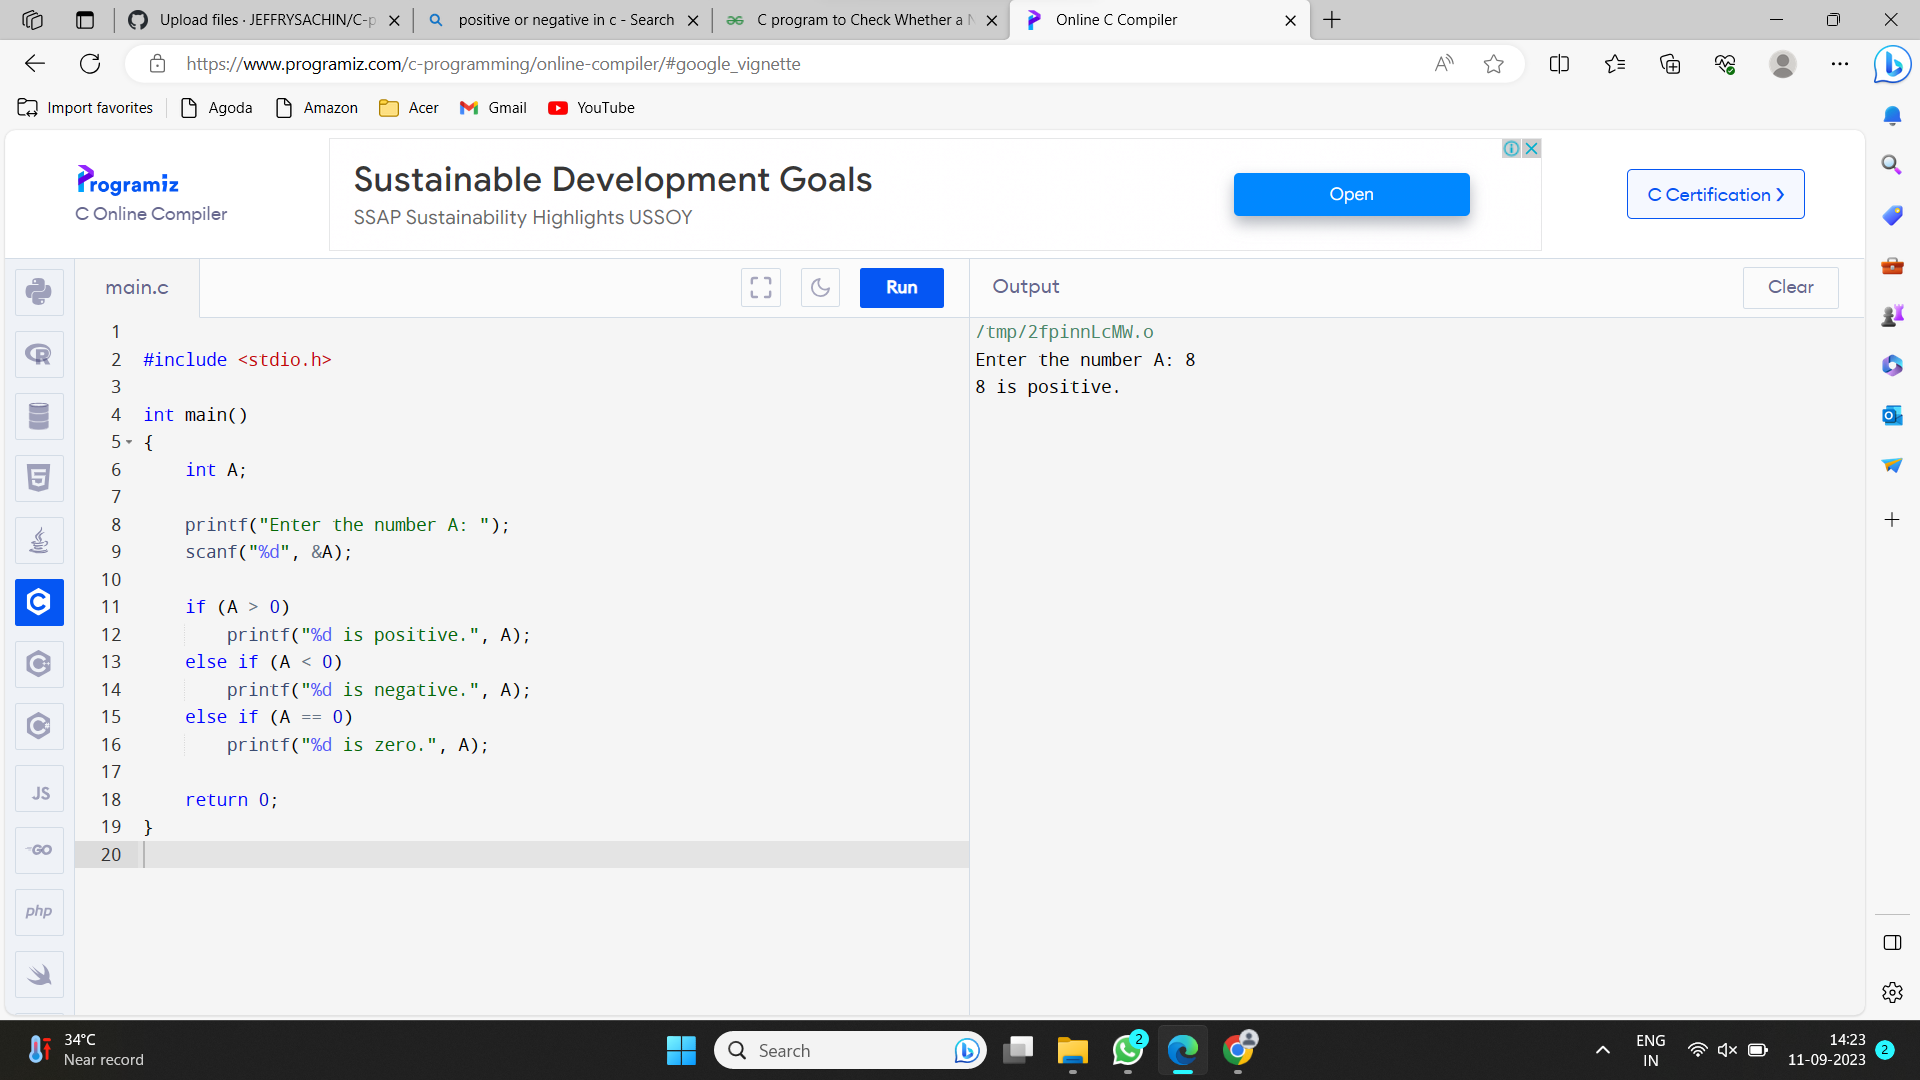 Upload files · JEFFRYSACHIN/C-p
positive or negative in c - Search
C program to Check Whether a N
Online C Compiler
https://www.programiz.com/c-programming/online-compiler/#google_vignette
Import favorites
Agoda
Amazon
Acer
Gmail
YouTube
Programiz
C Online Compiler
Sustainable Development Goals
SSAP Sustainability Highlights USSOY
Open
C Certification ›
main.c
Run
Output
Clear
1
2 #include <stdio.h>
3
4 int main()
5 {
6     int A;
7
8     printf("Enter the number A: ");
9     scanf("%d", &A);
10
11     if (A > 0)
12         printf("%d is positive.", A);
13     else if (A < 0)
14         printf("%d is negative.", A);
15     else if (A == 0)
16         printf("%d is zero.", A);
17
18     return 0;
19 }
20
/tmp/2fpinnLcMW.o
Enter the number A: 8
8 is positive.
JS
GO
php
34°C
Near record
Search
2
ENG
IN
14:23
11-09-2023
2